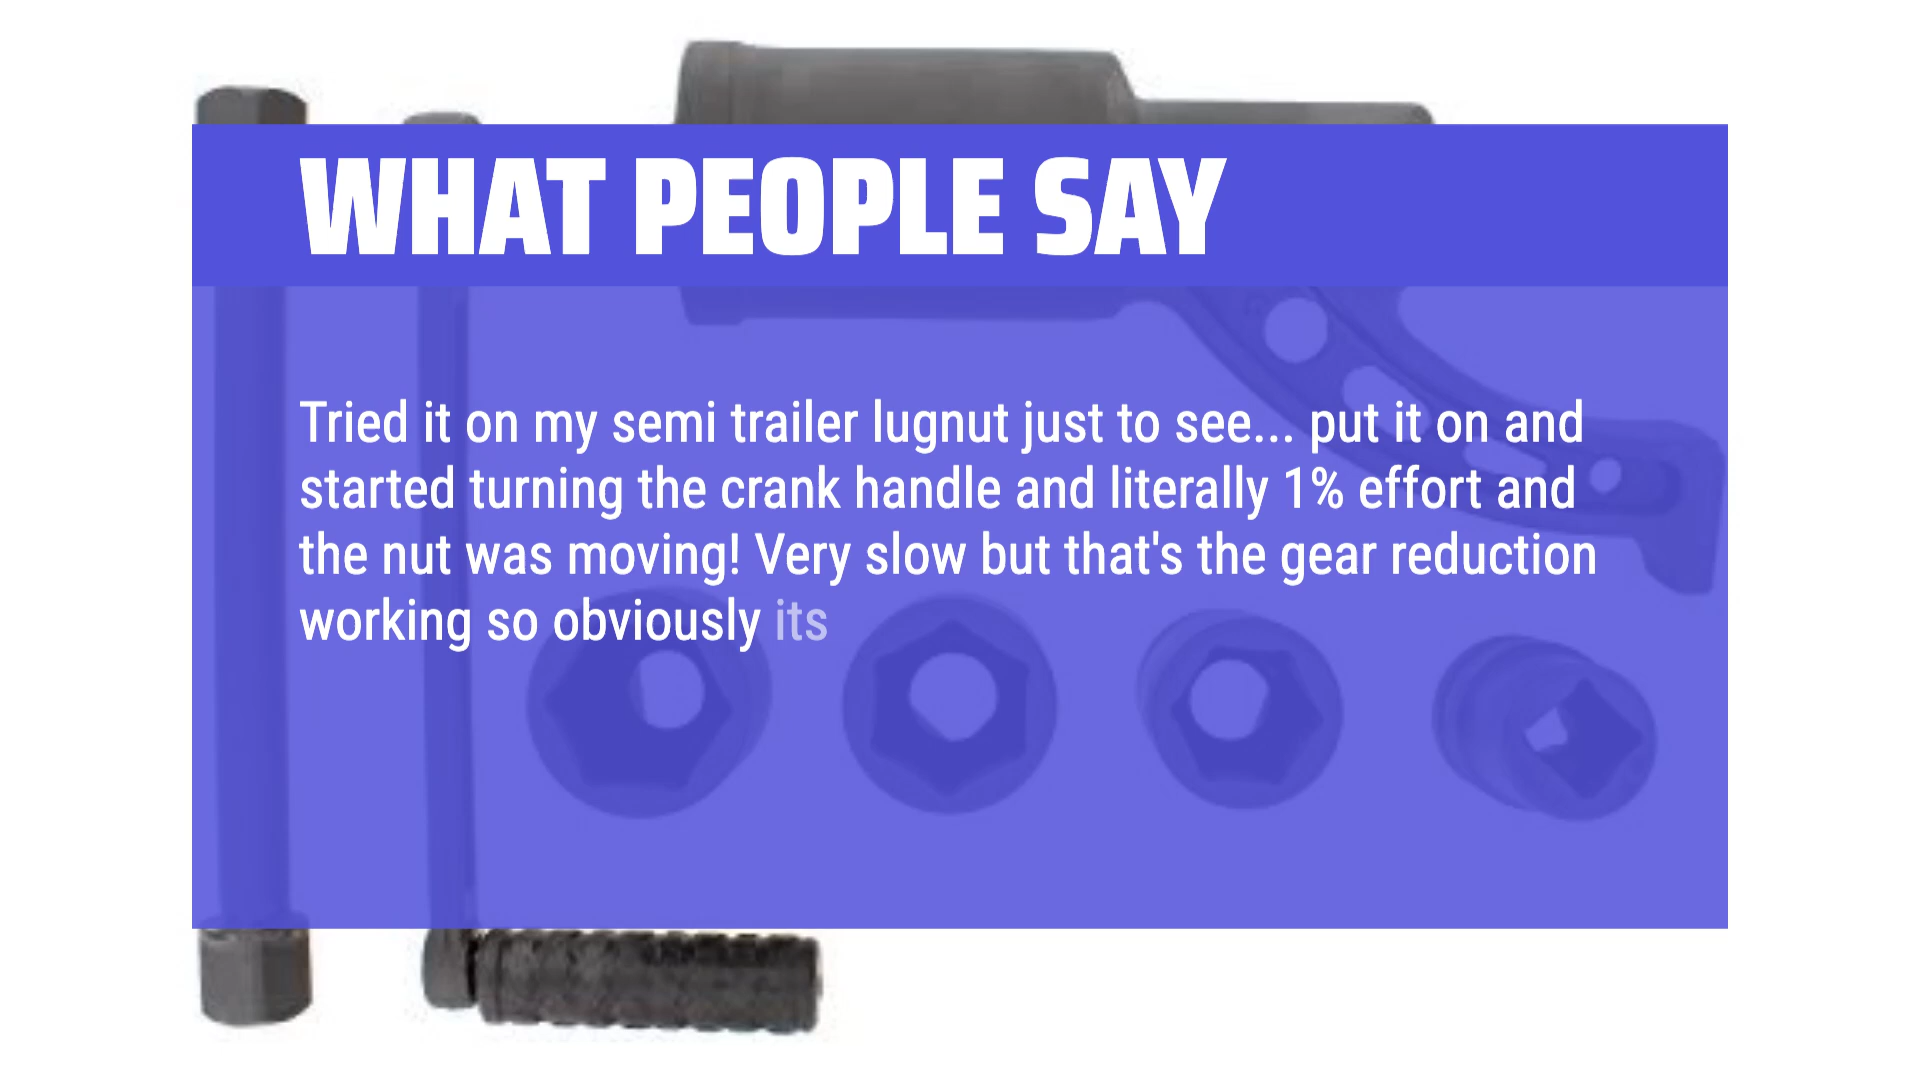 WHAT PEOPLE SAY
Tried it on my semi trailer lugnut just to see... put it on and
started turning the crank handle and literally 1% effort and
the nut was moving! Very slow but that's the gear reduction
working so obviously its